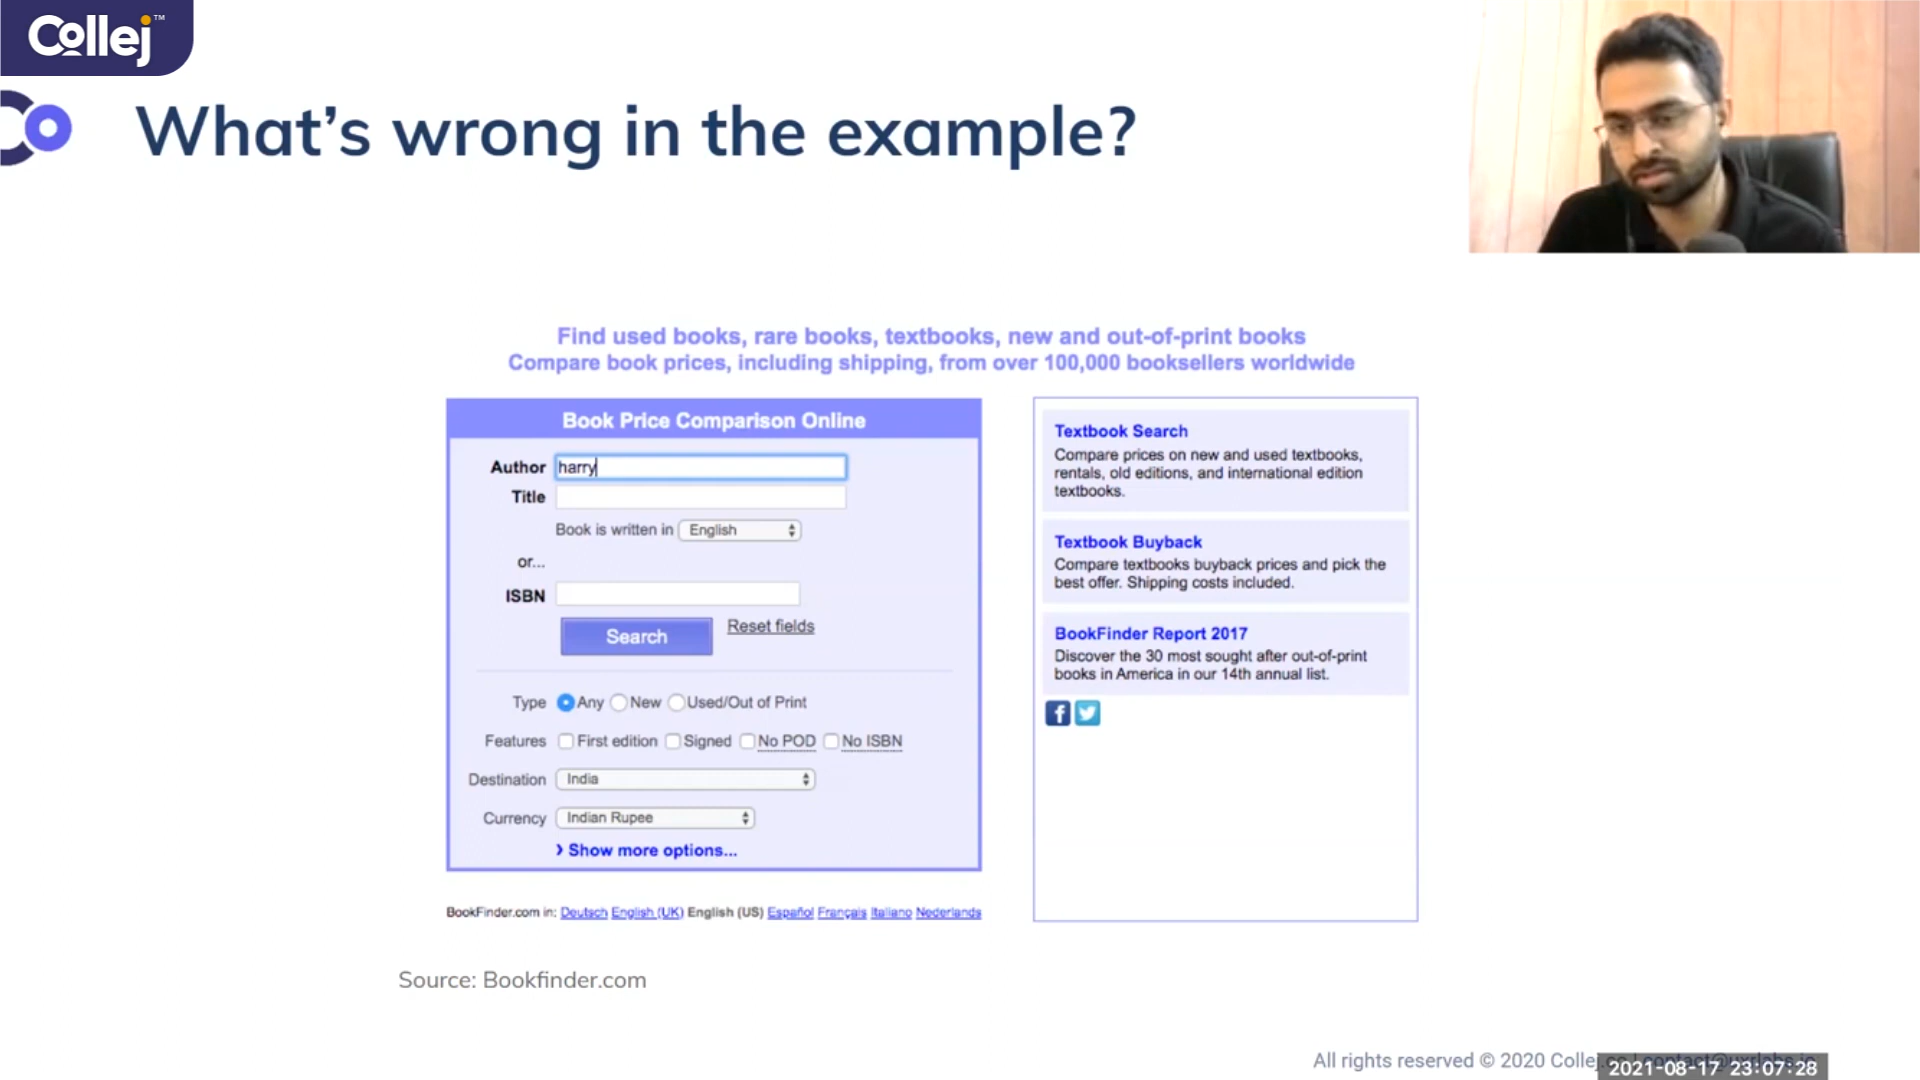 Collej™
What's wrong in the example?
Find used books, rare books, textbooks, new and out-of-print books
Compare book prices, including shipping, from over 100,000 booksellers worldwide
Book Price Comparison Online
Author harry
Title
Book is written in English
or...
ISBN
Search Reset fields
Type Any New Used/Out of Print
Features First edition Signed No POD No ISBN
Destination India
Currency Indian Rupee
› Show more options...
BookFinder.com in: Deutsch English (UK) English (US) Español Français Italiano Nederlands
Textbook Search
Compare prices on new and used textbooks,
rentals, old editions, and international edition
textbooks.
Textbook Buyback
Compare textbooks buyback prices and pick the
best offer. Shipping costs included.
BookFinder Report 2017
Discover the 30 most sought after out-of-print
books in America in our 14th annual list.
Source: Bookfinder.com
All rights reserved © 2020
2021-08-17 23:07:28